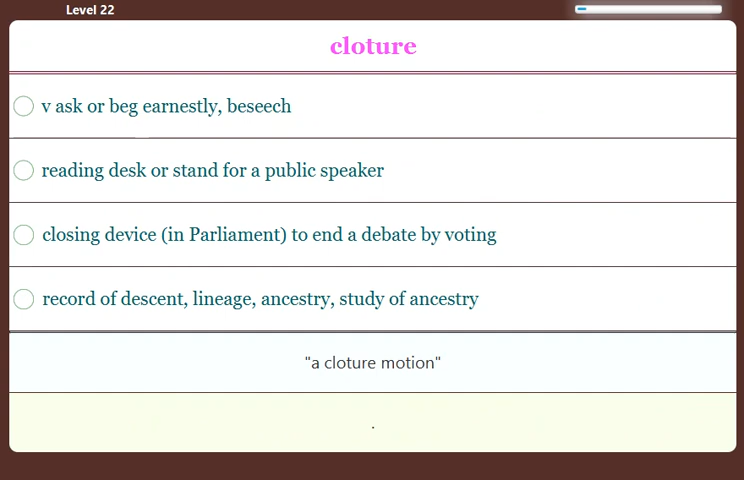 Level 22
cloture
v ask or beg earnestly, beseech
reading desk or stand for a public speaker
closing device (in Parliament) to end a debate by voting
record of descent, lineage, ancestry, study of ancestry
"a cloture motion"
.